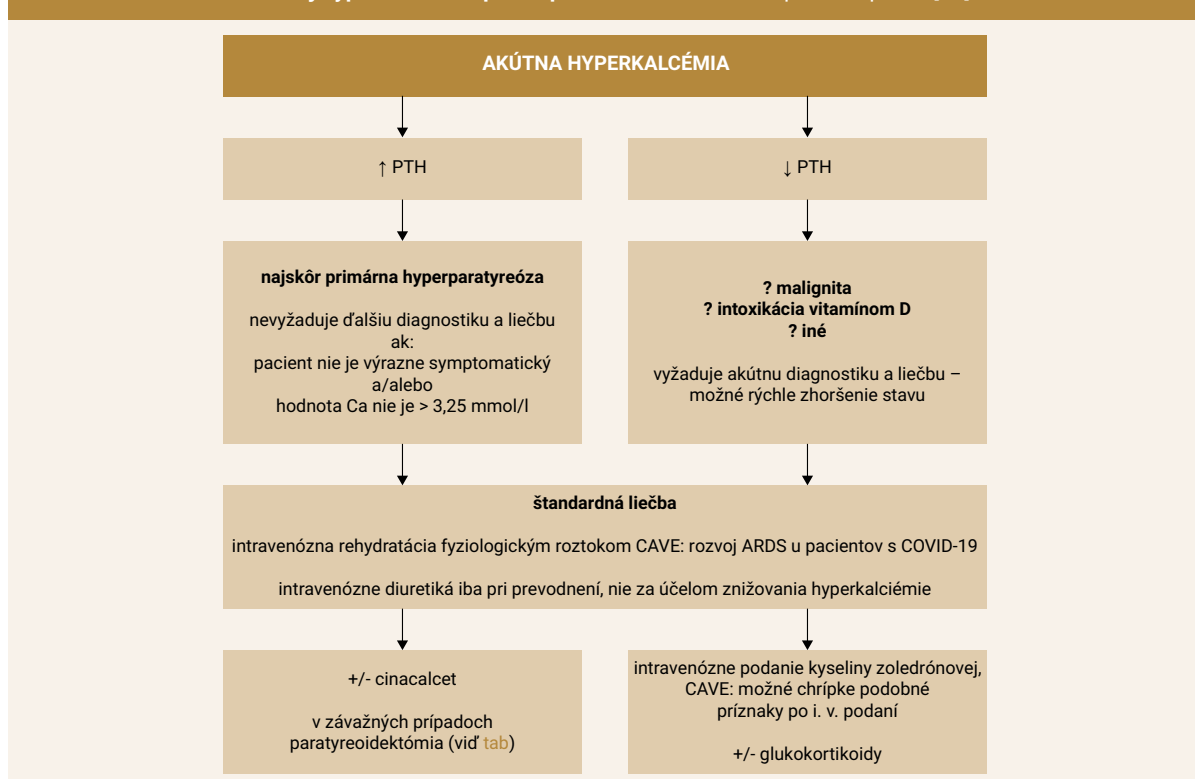 AKÚTNA HYPERKALCÉMIA
↑ PTH
↓ PTH
najskôr primárna hyperparatyreóza
nevyžaduje ďalšiu diagnostiku a liečbu
ak:
pacient nie je výrazne symptomatický
a/alebo
hodnota Ca nie je > 3,25 mmol/l
? malignita
? intoxikácia vitamínom D
? iné
vyžaduje akútnu diagnostiku a liečbu –
možné rýchle zhoršenie stavu
štandardná liečba
intravenózna rehydratácia fyziologickým roztokom CAVE: rozvoj ARDS u pacientov s COVID-19
intravenózne diuretiká iba pri prevodnení, nie za účelom znižovania hyperkalciémie
+/- cinacalcet
v závažných prípadoch
paratyreoidektómia (viď tab)
intravenózne podanie kyseliny zoledrónovej,
CAVE: možné chrípke podobné
príznaky po i. v. podaní
+/- glukokortikoidy